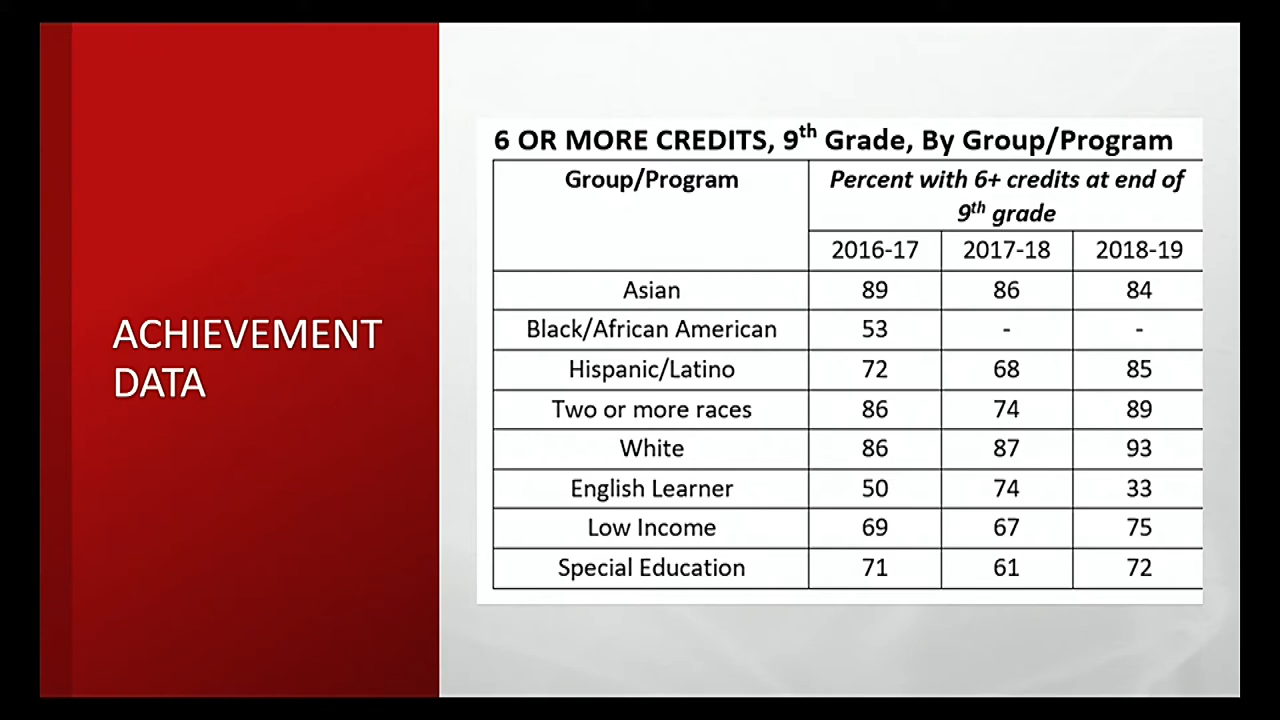 ACHIEVEMENT
DATA
6 OR MORE CREDITS, 9th Grade, By Group/Program
Group/Program Percent with 6+ credits at end of
9th grade
2016-17 2017-18 2018-19
Asian 89 86 84
Black/African American 53 - -
Hispanic/Latino 72 68 85
Two or more races 86 74 89
White 86 87 93
English Learner 50 74 33
Low Income 69 67 75
Special Education 71 61 72